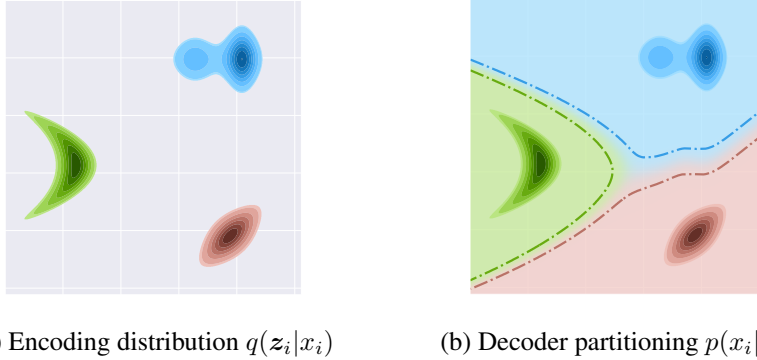 ) Encoding distribution q(z_i|x_i)
(b) Decoder partitioning p(x_i|